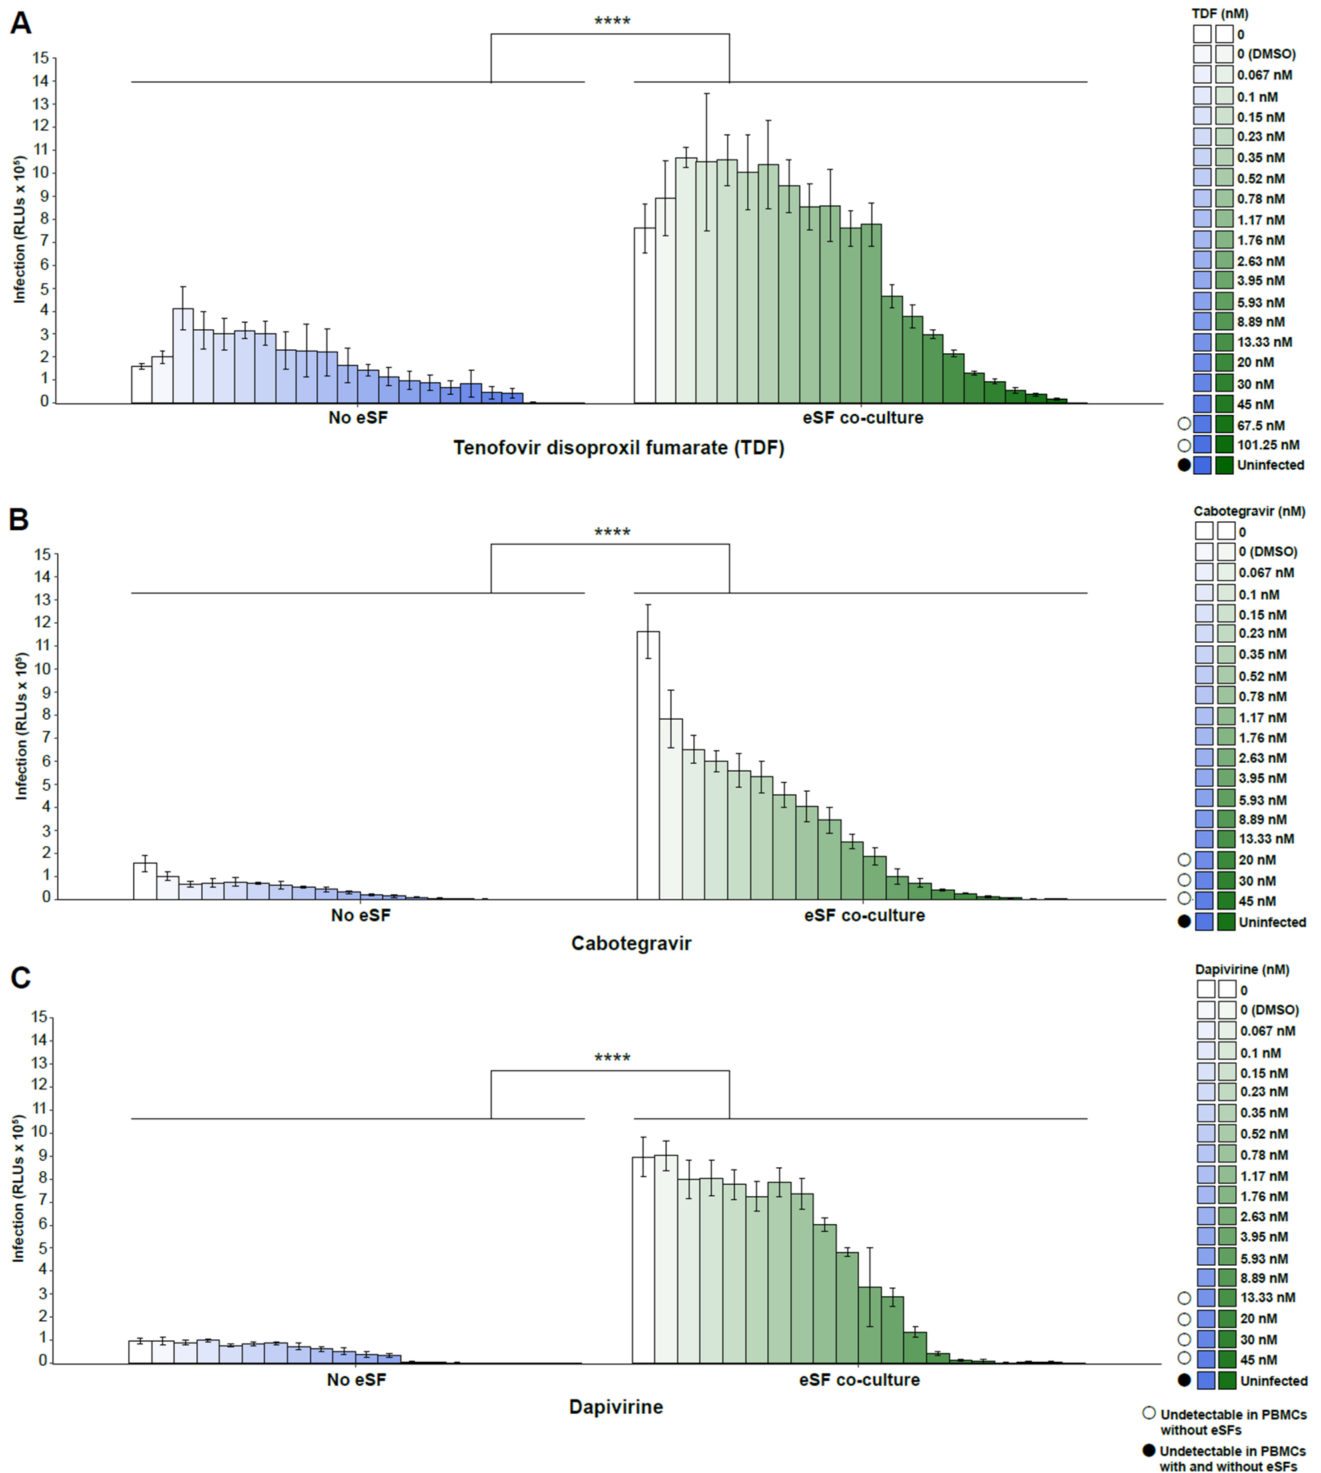 A
****
Infection (RLUs x 10⁵)
15
14
13
12
11
10
9
8
7
6
5
4
3
2
1
0
No eSF
eSF co-culture
Tenofovir disoproxil fumarate (TDF)
TDF (nM)
0
0 (DMSO)
0.067 nM
0.1 nM
0.15 nM
0.23 nM
0.35 nM
0.52 nM
0.78 nM
1.17 nM
1.76 nM
2.63 nM
3.95 nM
5.93 nM
8.89 nM
13.33 nM
20 nM
30 nM
45 nM
67.5 nM
101.25 nM
Uninfected
B
****
Infection (RLUs x 10⁵)
15
14
13
12
11
10
9
8
7
6
5
4
3
2
1
0
No eSF
eSF co-culture
Cabotegravir
Cabotegravir (nM)
0
0 (DMSO)
0.067 nM
0.1 nM
0.15 nM
0.23 nM
0.35 nM
0.52 nM
0.78 nM
1.17 nM
1.76 nM
2.63 nM
3.95 nM
5.93 nM
8.89 nM
13.33 nM
20 nM
30 nM
45 nM
Uninfected
C
****
Infection (RLUs x 10⁵)
15
14
13
12
11
10
9
8
7
6
5
4
3
2
1
0
No eSF
eSF co-culture
Dapivirine
Dapivirine (nM)
0
0 (DMSO)
0.067 nM
0.1 nM
0.15 nM
0.23 nM
0.35 nM
0.52 nM
0.78 nM
1.17 nM
1.76 nM
2.63 nM
3.95 nM
5.93 nM
8.89 nM
13.33 nM
20 nM
30 nM
45 nM
Uninfected
Undetectable in PBMCs
without eSFs
Undetectable in PBMCs
with and without eSFs